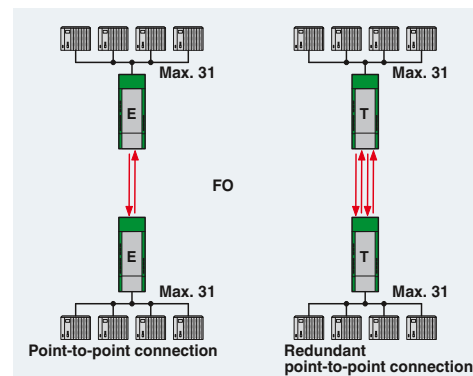 Max. 31
Max. 31
E
T
FO
E
T
Max. 31
Max. 31
Point-to-point connection
Redundant
point-to-point connection